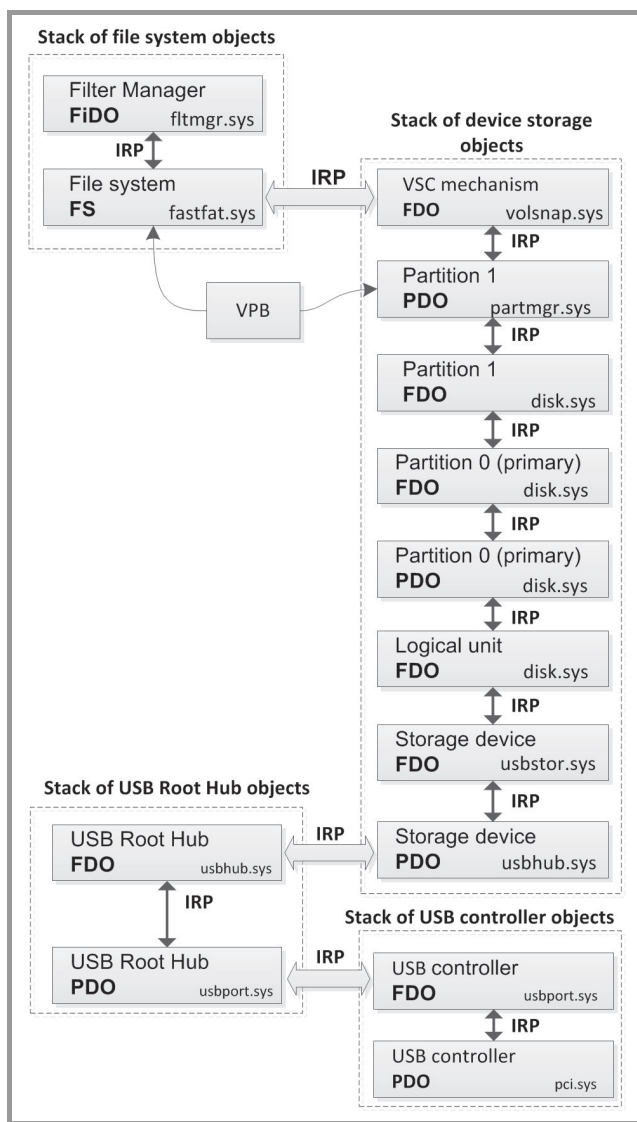 Stack of file system objects
Filter Manager
FiDO fltmgr.sys
IRP
File system
FS fastfat.sys
IRP
VPB
Stack of device storage
objects
VSC mechanism
FDO volsnap.sys
IRP
Partition 1
PDO partmgr.sys
IRP
Partition 1
FDO disk.sys
IRP
Partition 0 (primary)
FDO disk.sys
IRP
Partition 0 (primary)
PDO disk.sys
IRP
Logical unit
FDO disk.sys
IRP
Storage device
FDO usbstor.sys
IRP
Storage device
PDO usbhub.sys
Stack of USB Root Hub objects
USB Root Hub
FDO usbhub.sys
IRP
IRP
USB Root Hub
PDO usbport.sys
IRP
Stack of USB controller objects
USB controller
FDO usbport.sys
IRP
USB controller
PDO pci.sys